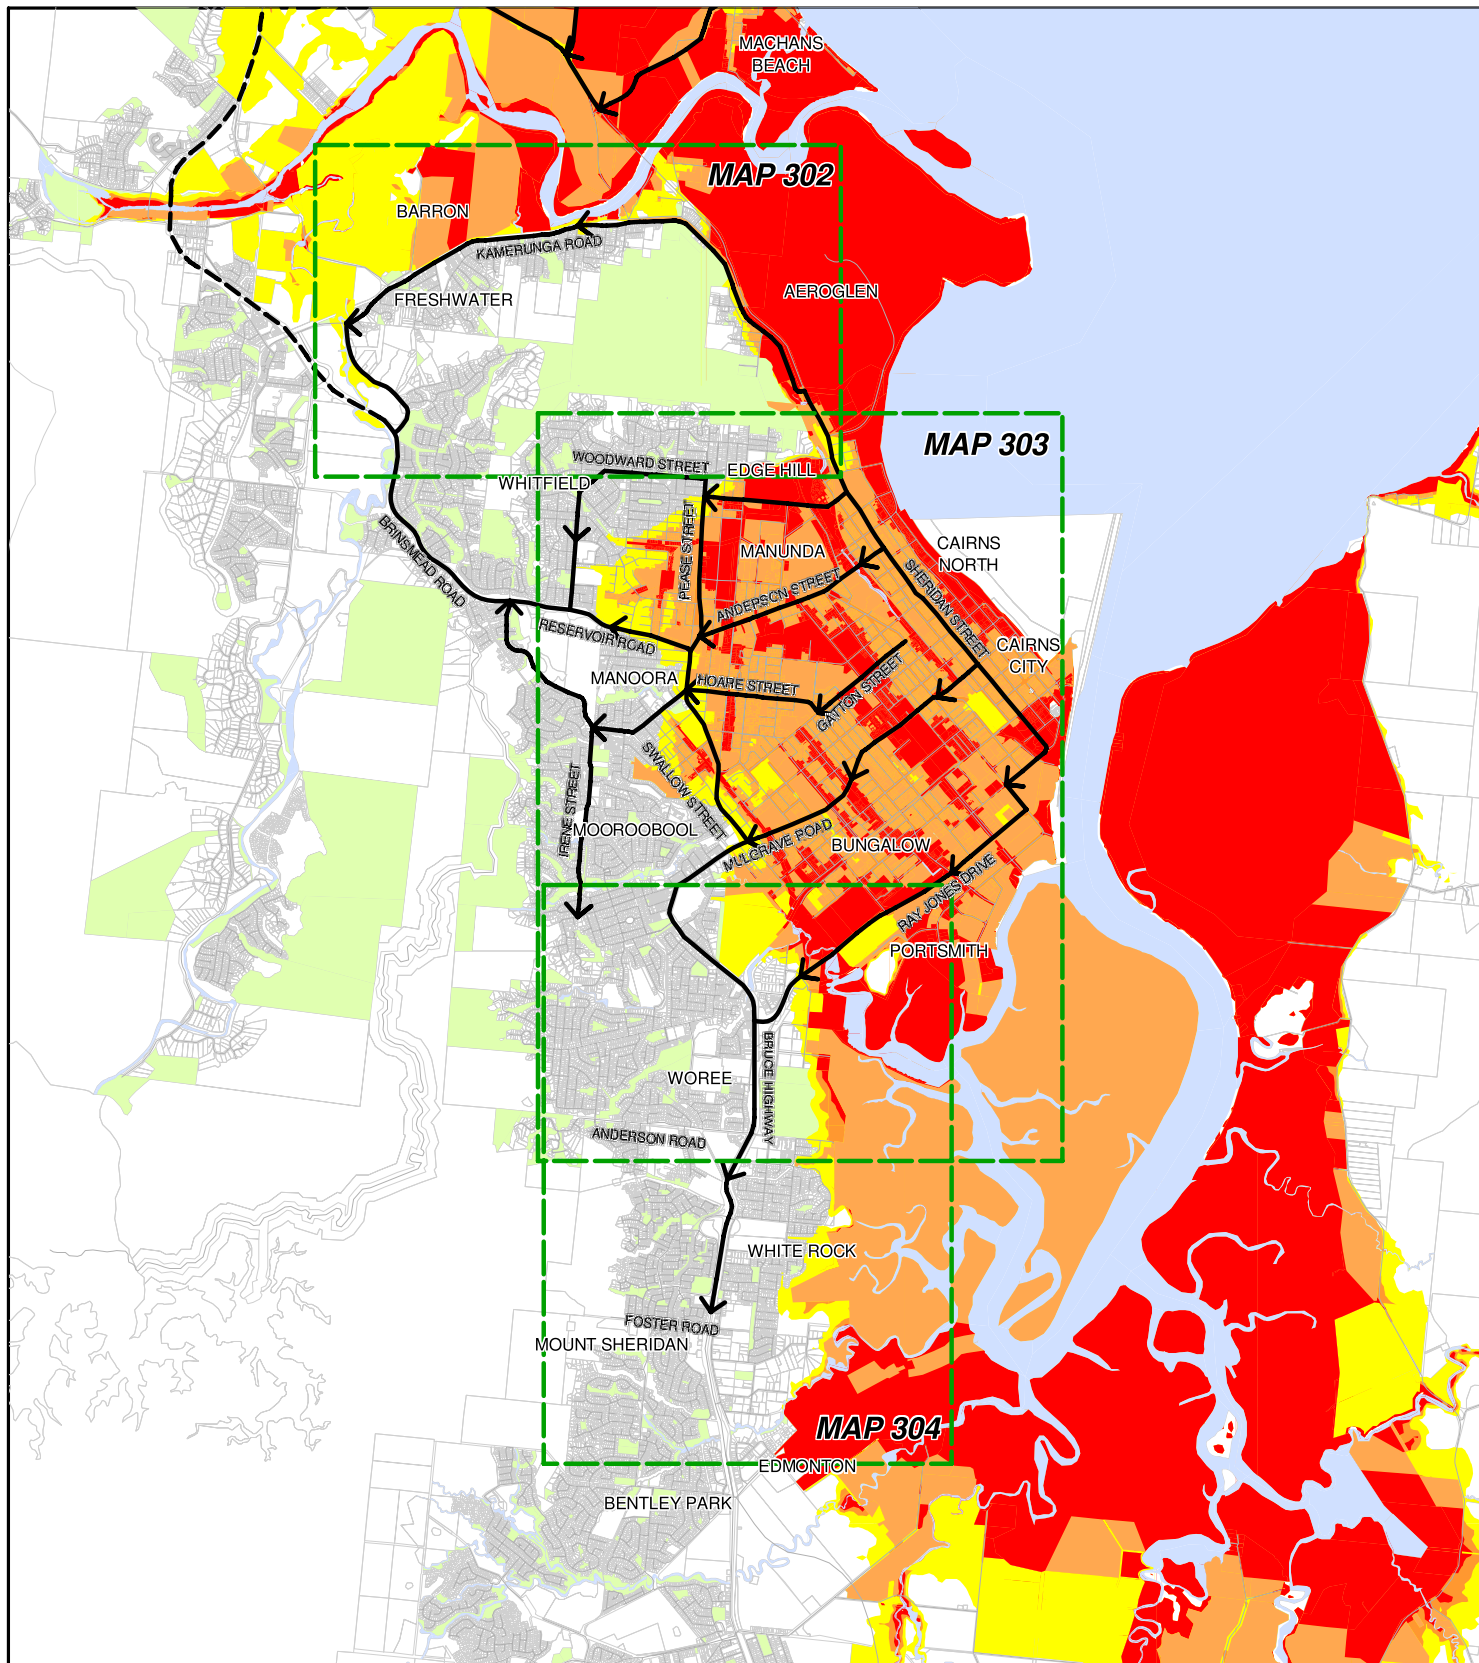 MACHANS
BEACH
MAP 302
BARRON
KAMERUNGA ROAD
AEROGLEN
FRESHWATER
MAP 303
WOODWARD STREET
EDGE HILL
WHITFIELD
PEASE STREET
BRINSMEAD ROAD
MANUNDA
CAIRNS
NORTH
SHERIDAN STREET
ANDERSON STREET
RESERVOIR ROAD
CAIRNS
CITY
MANOORA
HOARE STREET
GATTON STREET
SWALLOW STREET
IRENE STREET
MOOROOBOOL
MULGRAVE ROAD
BUNGALOW
RAY JONES DRIVE
PORTSMITH
BRUCE HIGHWAY
WOREE
ANDERSON ROAD
WHITE ROCK
FOSTER ROAD
MOUNT SHERIDAN
MAP 304
EDMONTON
BENTLEY PARK